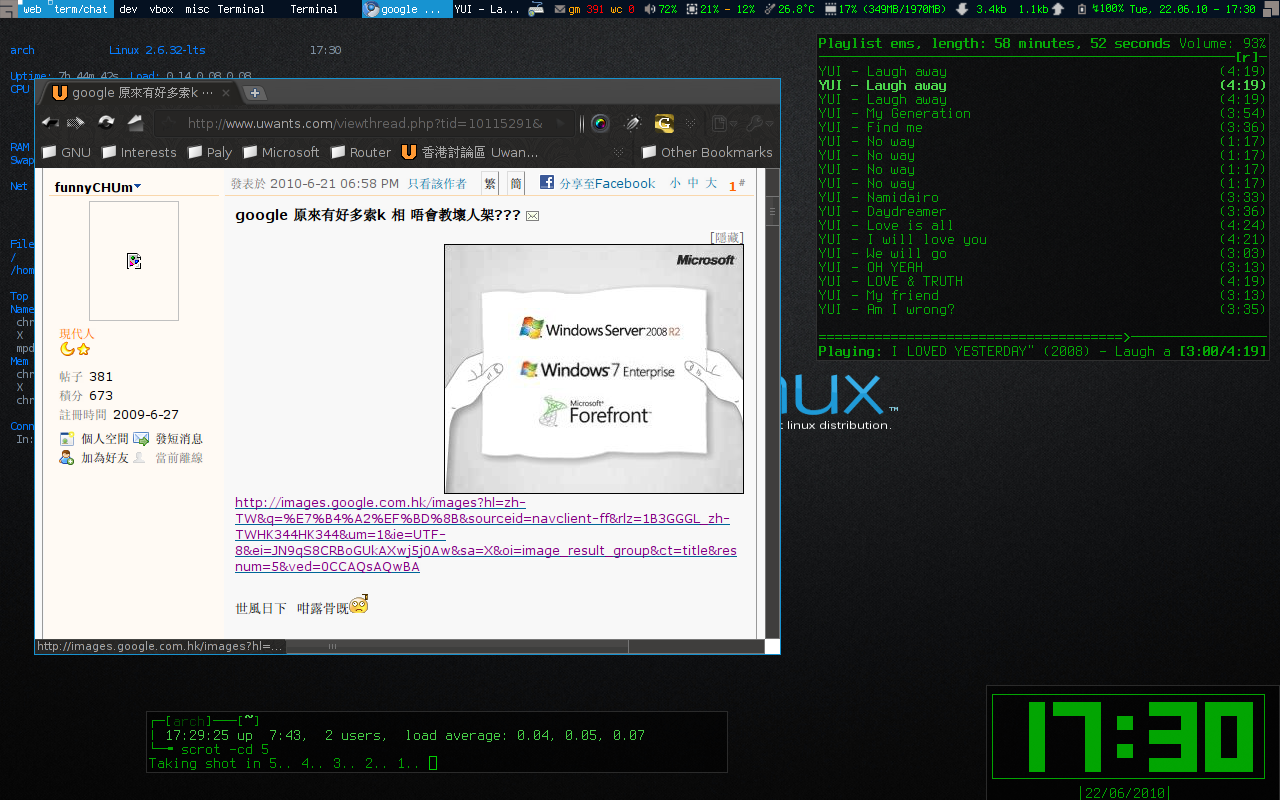 web term/chat dev vbox misc Terminal Terminal google ... YUI - La... gm 391 wc 0 72% 21% - 12% 26.8°C 17% (349MB/1970MB) 3.4kb 1.1kb 100% Tue, 22.06.10 - 17:30
arch Linux 2.6.32-lts 17:30
Uptime: 7h 44m 42s Load: 0.14 0.08 0.08
CPU
RAM
Swap
Net
File
/
/hom
Top
Name
chr
X
mpd
Mem
chr
X
chr
Conn
In:
google 原來有好多索k ...
http://www.uwants.com/viewthread.php?tid=10115291&
GNU Interests Paly Microsoft Router 香港討論區 Uwan... Other Bookmarks
funnyCHUm
現代人
帖子 381
積分 673
註冊時間 2009-6-27
個人空間 發短消息
加為好友 當前離線
發表於 2010-6-21 06:58 PM 只看該作者 繁 簡 分享至Facebook 小 中 大 1#
google 原來有好多索k 相 唔會教壞人架???
[隱藏]
Microsoft
Windows Server 2008 R2
Windows 7 Enterprise
Microsoft
Forefront
http://images.google.com.hk/images?hl=zh-
TW&q=%E7%B4%A2%EF%BD%8B&sourceid=navclient-ff&rlz=1B3GGGL_zh-
TWHK344HK344&um=1&ie=UTF-
8&ei=JN9qS8CRBoGUkAXwj5j0Aw&sa=X&oi=image_result_group&ct=title&res
num=5&ved=0CCAQsAQwBA
世風日下 咁露骨既
http://images.google.com.hk/images?hl=...
Playlist ems, length: 58 minutes, 52 seconds Volume: 93%
[r]
YUI - Laugh away (4:19)
YUI - Laugh away (4:19)
YUI - Laugh away (4:19)
YUI - My Generation (3:54)
YUI - Find me (3:36)
YUI - No way (1:17)
YUI - No way (1:17)
YUI - No way (1:17)
YUI - No way (1:17)
YUI - Namidairo (3:33)
YUI - Daydreamer (3:36)
YUI - Love is all (4:24)
YUI - I will love you (4:21)
YUI - We will go (3:03)
YUI - OH YEAH (3:13)
YUI - LOVE & TRUTH (4:19)
YUI - My friend (3:13)
YUI - Am I wrong? (3:35)
Playing: I LOVED YESTERDAY" (2008) - Laugh a [3:00/4:19]
nux™
t linux distribution.
[arch]——[~]
17:29:25 up 7:43, 2 users, load average: 0.04, 0.05, 0.07
scrot -cd 5
Taking shot in 5.. 4.. 3.. 2.. 1..
17:30
|22/06/2010|